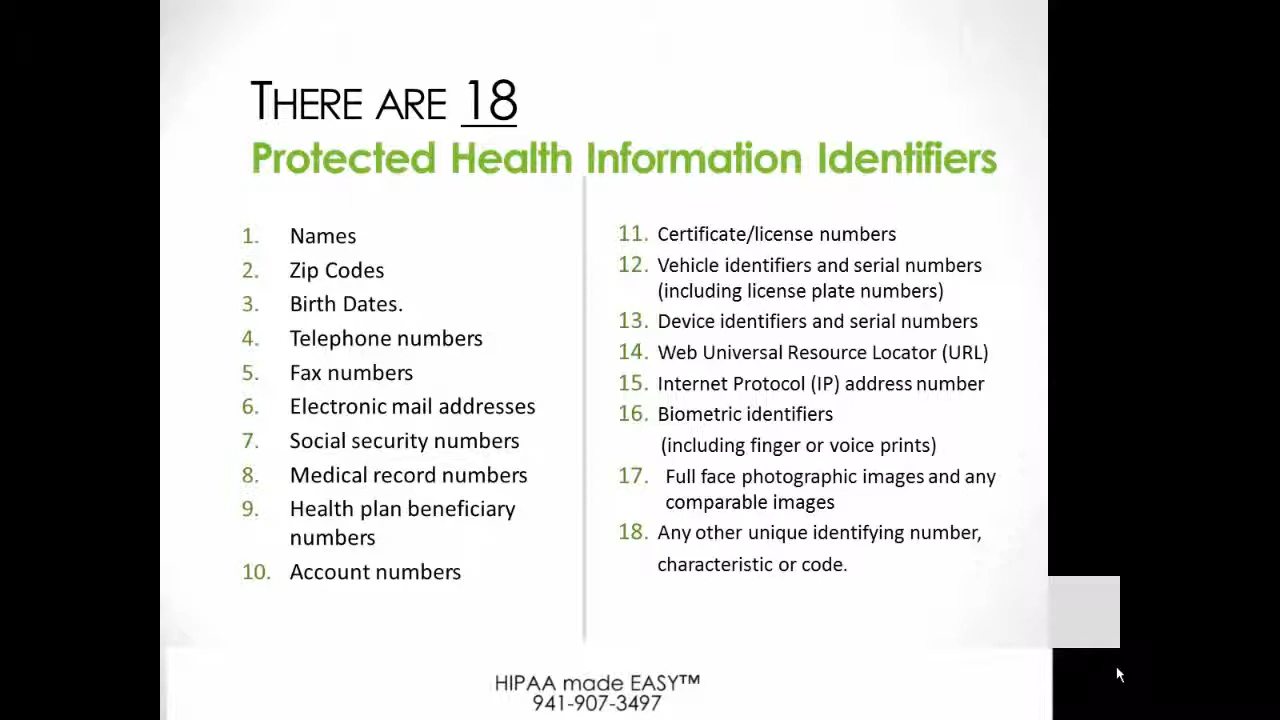 THERE ARE 18
Protected Health Information Identifiers
1. Names
2. Zip Codes
3. Birth Dates.
4. Telephone numbers
5. Fax numbers
6. Electronic mail addresses
7. Social security numbers
8. Medical record numbers
9. Health plan beneficiary
numbers
10. Account numbers
11. Certificate/license numbers
12. Vehicle identifiers and serial numbers
(including license plate numbers)
13. Device identifiers and serial numbers
14. Web Universal Resource Locator (URL)
15. Internet Protocol (IP) address number
16. Biometric identifiers
(including finger or voice prints)
17. Full face photographic images and any
comparable images
18. Any other unique identifying number,
characteristic or code.
HIPAA made EASY™
941-907-3497